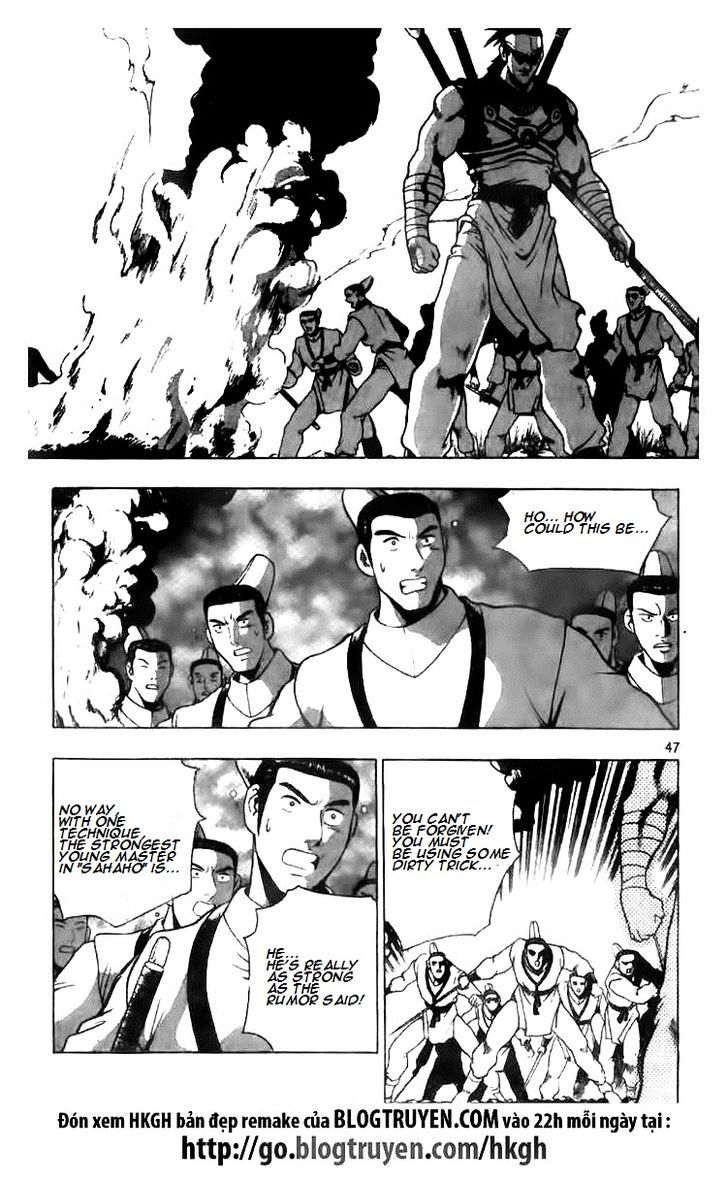 HO... HOW
COULD THIS BE...
47
NO WAY,
WITH ONE
TECHNIQUE,
THE STRONGEST
YOUNG MASTER
IN "SAHAHO" IS...
HE...
HE'S REALLY
AS STRONG
AS THE
RUMOR SAID!
YOU CAN'T
BE FORGIVEN!
YOU MUST
BE USING SOME
DIRTY TRICK...
Đón xem HKGH bản đẹp remake của BLOGTRUYEN.COM vào 22h mỗi ngày tại :
http://go.blogtruyen.com/hkgh